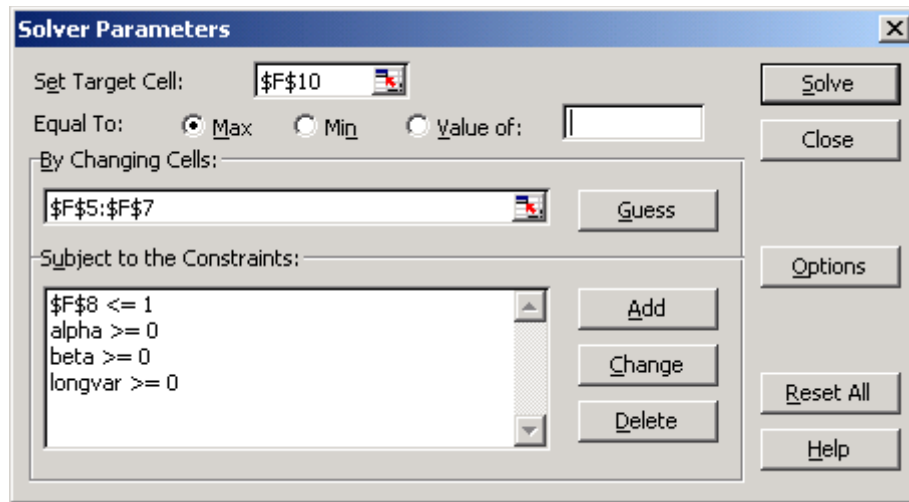 Solver Parameters
Set Target Cell: $F$10 Solve
Equal To: Max Min Value of: Close
By Changing Cells:
$F$5:$F$7 Guess
Subject to the Constraints: Options
$F$8 <= 1 Add
alpha >= 0
beta >= 0 Change
longvar >= 0 Reset All
Delete
Help